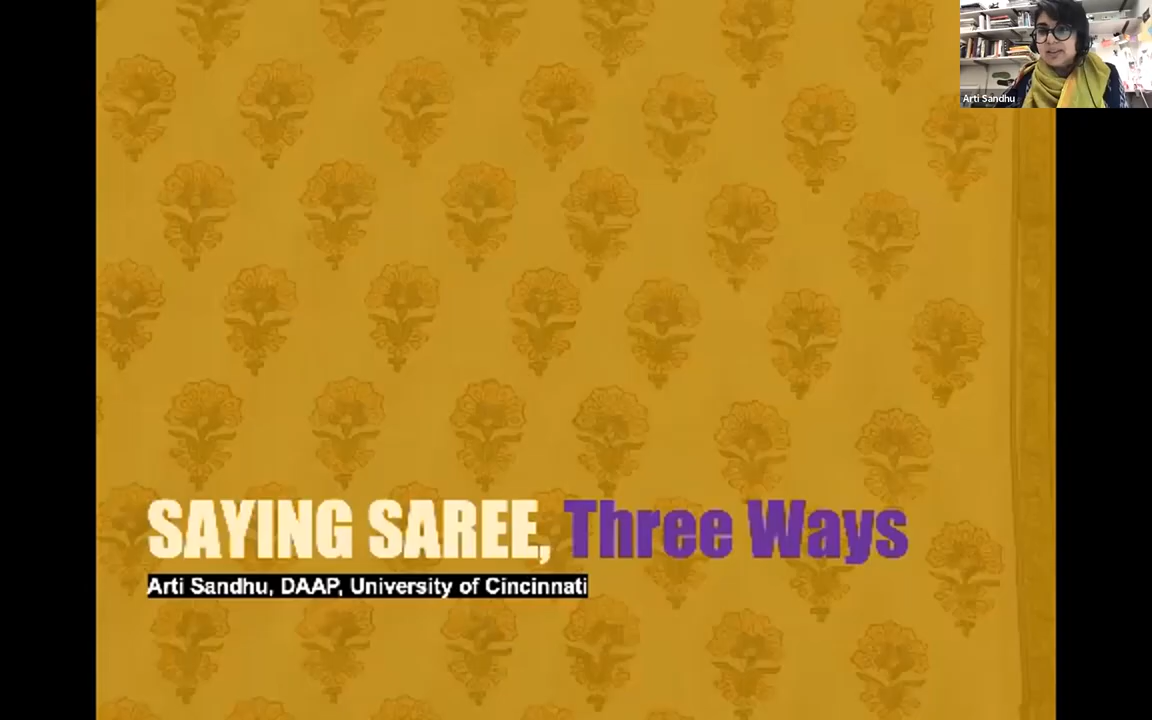 Arti Sandhu
SAYING SAREE, Three Ways
Arti Sandhu, DAAP, University of Cincinnati